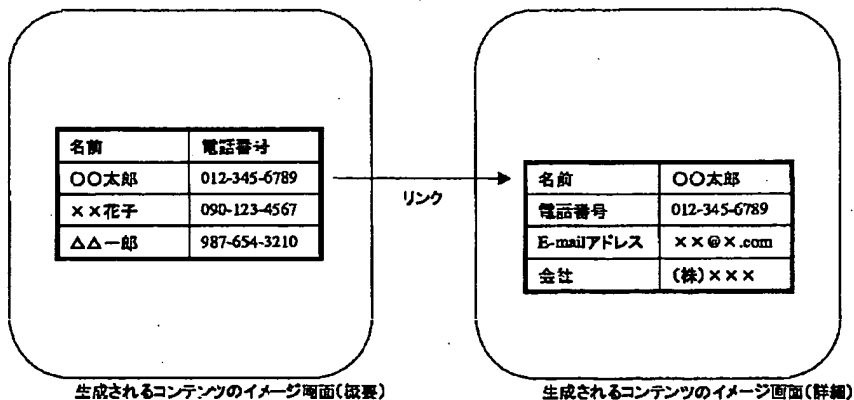 名前 電話番号
〇〇太郎 012-345-6789
××花子 090-123-4567
△△一郎 987-654-3210
リンク
名前 〇〇太郎
電話番号 012-345-6789
E-mailアドレス ××@×.com
会社 (株)×××
生成されるコンテンツのイメージ画面(概要)
生成されるコンテンツのイメージ画面(詳細)